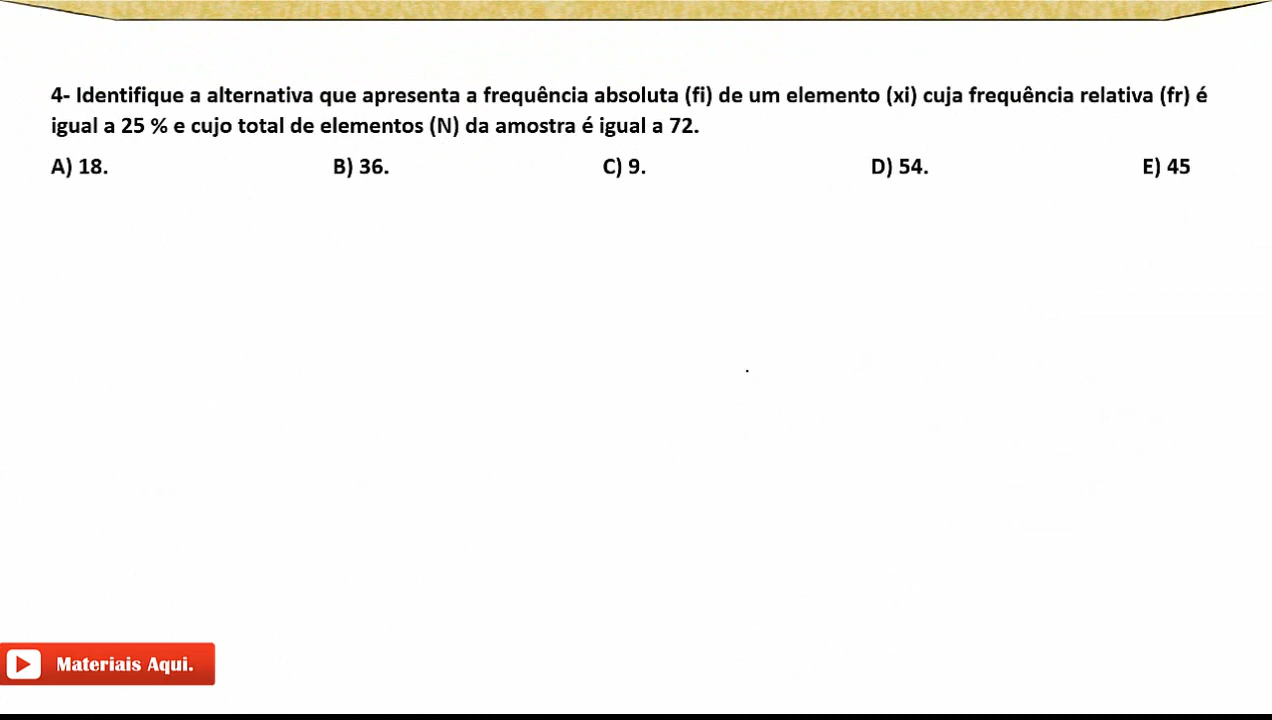 4- Identifique a alternativa que apresenta a frequência absoluta (fi) de um elemento (xi) cuja frequência relativa (fr) é
igual a 25 % e cujo total de elementos (N) da amostra é igual a 72.
A) 18. B) 36. C) 9. D) 54. E) 45
Materiais Aqui.